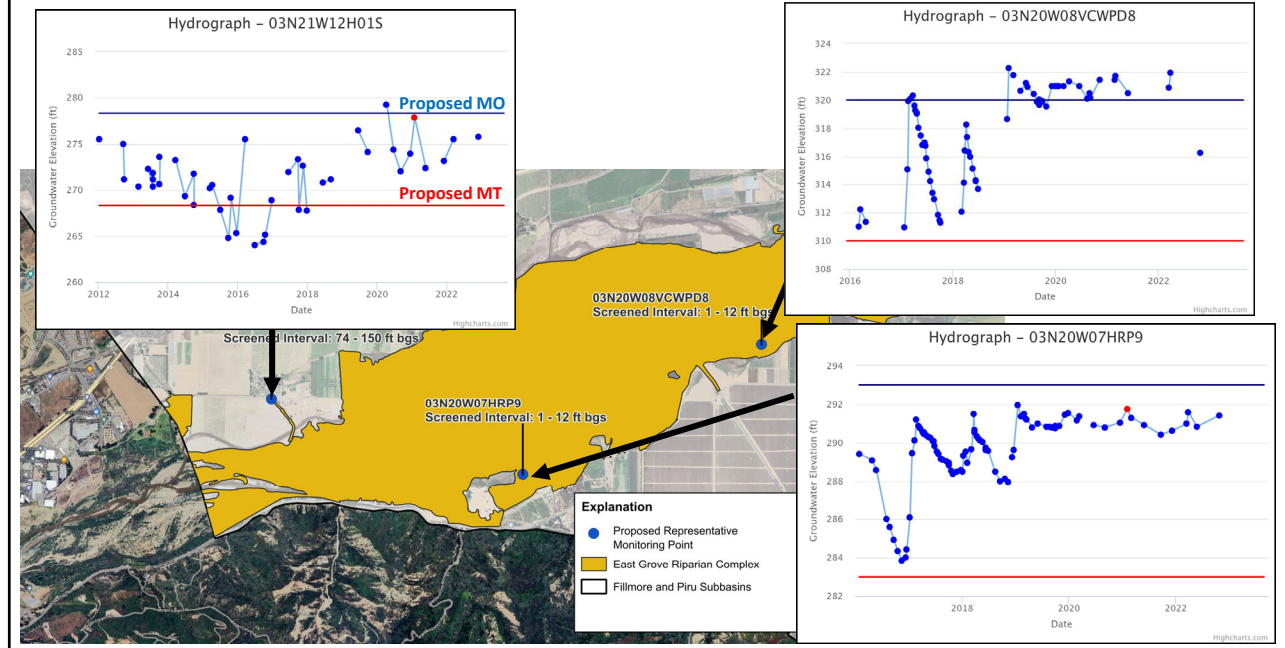 Hydrograph – 03N21W12H01S
Groundwater Elevation (ft)
285
280
275
270
265
260
Proposed MO
Proposed MT
2012 2014 2016 2018 2020 2022
Date
Highcharts.com
Hydrograph – 03N20W08VCWPD8
Groundwater Elevation (ft)
324
322
320
318
316
314
312
310
308
2016 2018 2020 2022
Date
Highcharts.com
Screened Interval: 74 - 150 ft bgs
03N20W08VCWPD8
Screened Interval: 1 - 12 ft bgs
03N20W07HRP9
Screened Interval: 1 - 12 ft bgs
Hydrograph – 03N20W07HRP9
Groundwater Elevation (ft)
294
292
290
288
286
284
282
2018 2020 2022
Date
Highcharts.com
Explanation
Proposed Representative
Monitoring Point
East Grove Riparian Complex
Fillmore and Piru Subbasins